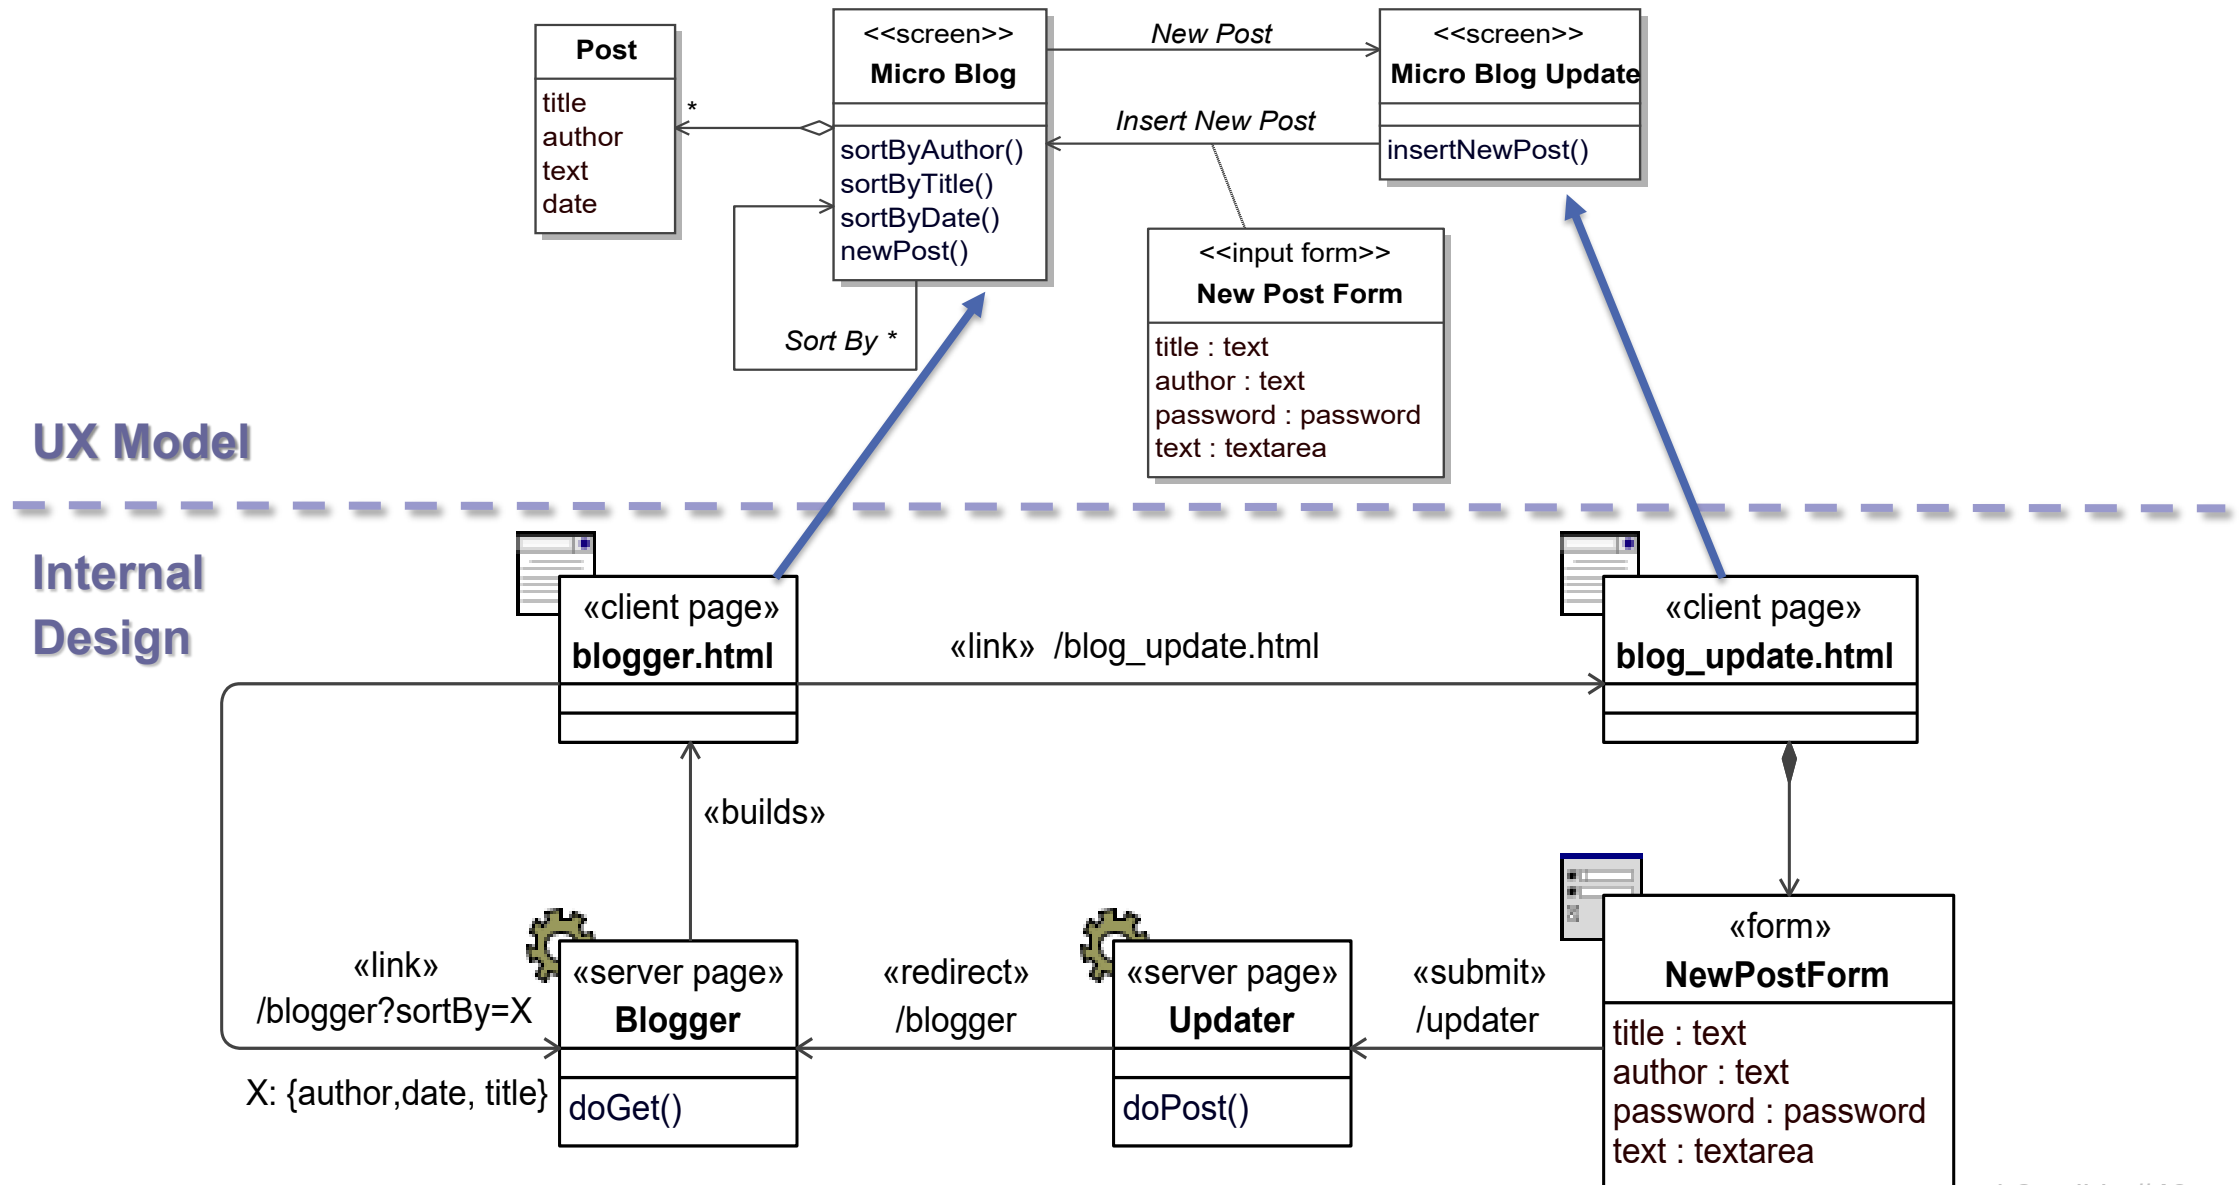 Post
title
author
text
date
*
<<screen>>
Micro Blog
sortByAuthor()
sortByTitle()
sortByDate()
newPost()
Sort By *
New Post
Insert New Post
<<screen>>
Micro Blog Update
insertNewPost()
<<input form>>
New Post Form
title : text
author : text
password : password
text : textarea
UX Model
Internal
Design
«client page»
blogger.html
«link» /blog_update.html
«client page»
blog_update.html
«builds»
«link»
/blogger?sortBy=X
X: {author,date, title}
«server page»
Blogger
doGet()
«redirect»
/blogger
«server page»
Updater
doPost()
«submit»
/updater
«form»
NewPostForm
title : text
author : text
password : password
text : textarea